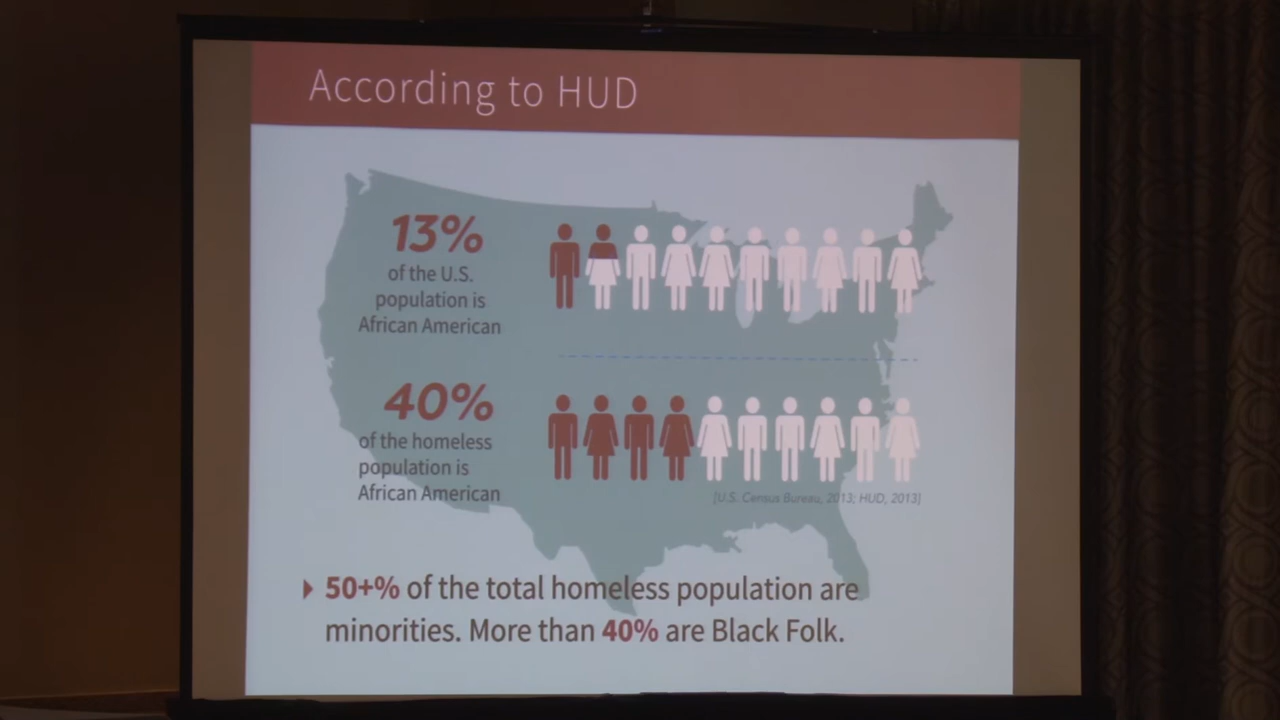 According to HUD
13%
of the U.S.
population is
African American
40%
of the homeless
population is
African American
[U.S. Census Bureau, 2013; HUD, 2013]
50+% of the total homeless population are
minorities. More than 40% are Black Folk.